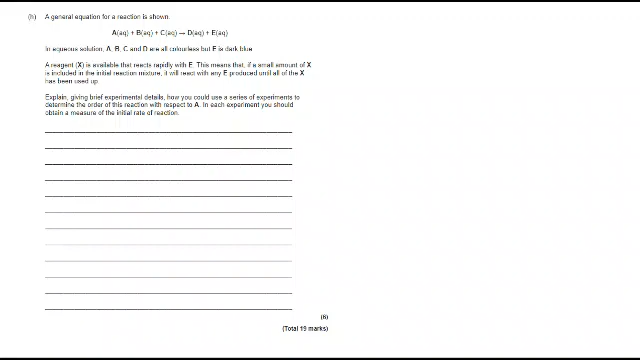 (h) A general equation for a reaction is shown.
A(aq) + B(aq) + C(aq) → D(aq) + E(aq)
In aqueous solution, A, B, C and D are all colourless but E is dark blue.
A reagent (X) is available that reacts rapidly with E. This means that, if a small amount of X
is included in the initial reaction mixture, it will react with any E produced until all of the X
has been used up.
Explain, giving brief experimental details, how you could use a series of experiments to
determine the order of this reaction with respect to A. In each experiment you should
obtain a measure of the initial rate of reaction.
(6)
(Total 19 marks)